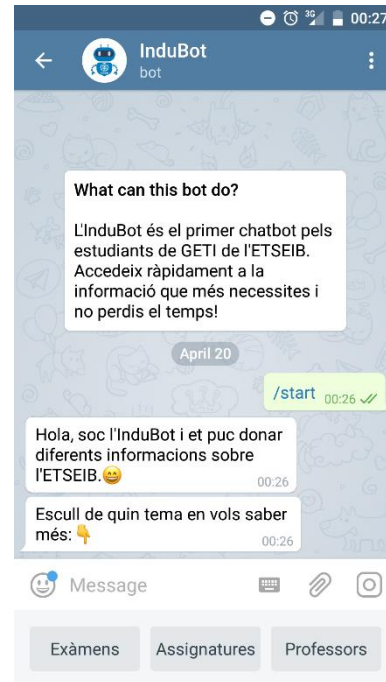 3G 00:27
InduBot
bot
What can this bot do?
L'InduBot és el primer chatbot pels
estudiants de GETI de l'ETSEIB.
Accedeix ràpidament a la
informació que més necessites i
no perdis el temps!
April 20
/start 00:26
Hola, soc l'InduBot i et puc donar
diferents informacions sobre
l'ETSEIB.😄
00:26
Escull de quin tema en vols saber
més: 👇
00:26
Message
Exàmens Assignatures Professors